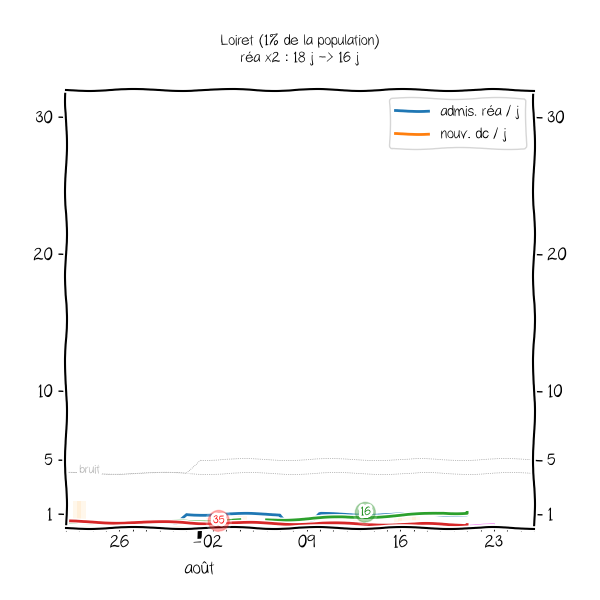 Loiret (1% de la population)
réa x2 : 18 j -> 16 j
admis. réa / j
nouv. dc / j
30
30
20
20
10
10
5
5
bruit
1
1
35
16
26
02
09
16
23
août